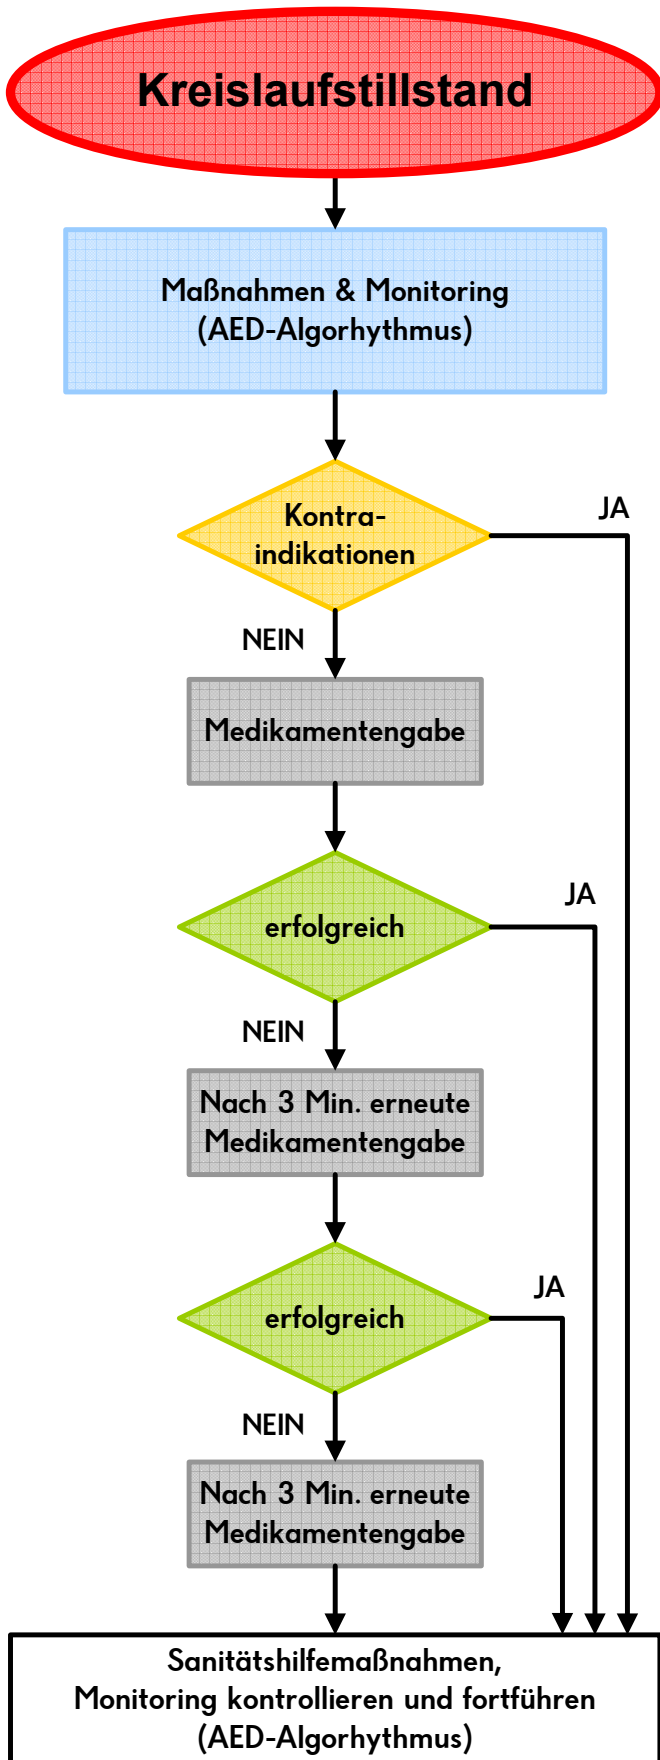 Kreislaufstillstand
Maßnahmen & Monitoring
(AED-Algorhythmus)
Kontra-
indikationen
JA
NEIN
Medikamentengabe
erfolgreich
JA
NEIN
Nach 3 Min. erneute
Medikamentengabe
erfolgreich
JA
NEIN
Nach 3 Min. erneute
Medikamentengabe
Sanitätshilfemaßnahmen,
Monitoring kontrollieren und fortführen
(AED-Algorhythmus)